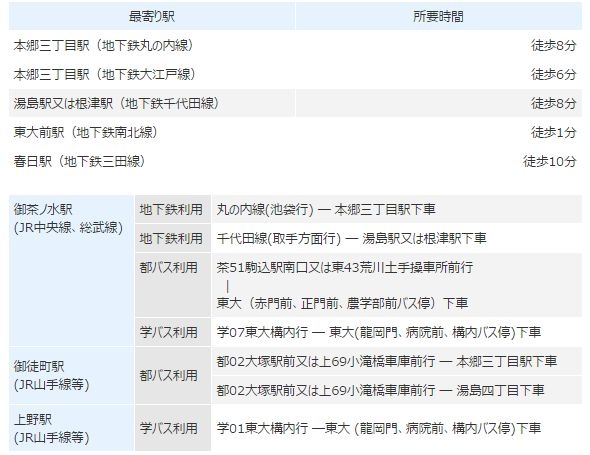 最寄り駅 所要時間
本郷三丁目駅（地下鉄丸の内線） 徒歩8分
本郷三丁目駅（地下鉄大江戸線） 徒歩6分
湯島駅又は根津駅（地下鉄千代田線） 徒歩8分
東大前駅（地下鉄南北線） 徒歩1分
春日駅（地下鉄三田線） 徒歩10分
御茶ノ水駅
(JR中央線、総武線)
地下鉄利用 丸の内線(池袋行) ― 本郷三丁目駅下車
地下鉄利用 千代田線(取手方面行) ― 湯島駅又は根津駅下車
都バス利用 茶51駒込駅南口又は東43荒川土手操車所前行
｜
東大（赤門前、正門前、農学部前バス停）下車
学バス利用 学07東大構内行 ― 東大(龍岡門、病院前、構内バス停)下車
御徒町駅
(JR山手線等)
都バス利用 都02大塚駅前又は上69小滝橋車庫前行 ― 本郷三丁目駅下車
都02大塚駅前又は上69小滝橋車庫前行 ― 湯島四丁目下車
上野駅
(JR山手線等)
学バス利用 学01東大構内行 ―東大 (龍岡門、病院前、構内バス停)下車